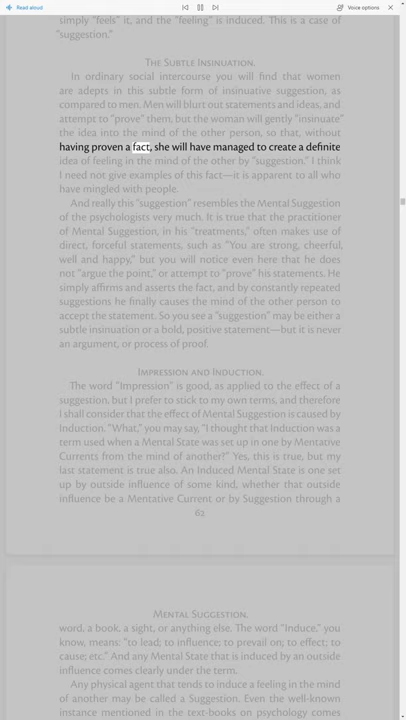 Read aloud
Voice options
simply "feels" it, and the "feeling" is induced. This is a case of
"suggestion."
The Subtle Insinuation.
In ordinary social intercourse you will find that women
are adepts in this subtle form of insinuative suggestion, as
compared to men. Men will blurt out statements and ideas, and
attempt to "prove" them, but the woman will gently "insinuate"
the idea into the mind of the other person, so that, without
having proven a fact, she will have managed to create a definite
idea of feeling in the mind of the other by "suggestion." I think
I need not give examples of this fact—it is apparent to all who
have mingled with people.
And really this "suggestion" resembles the Mental Suggestion
of the psychologists very much. It is true that the practitioner
of Mental Suggestion, in his "treatments," often makes use of
direct, forceful statements, such as "You are strong, cheerful,
well and happy," but you will notice even here that he does
not "argue the point," or attempt to "prove" his statements. He
simply affirms and asserts the fact, and by constantly repeated
suggestions he finally causes the mind of the other person to
accept the statement. So you see a "suggestion" may be either a
subtle insinuation or a bold, positive statement—but it is never
an argument, or process of proof.
Impression and Induction.
The word "Impression" is good, as applied to the effect of a
suggestion, but I prefer to stick to my own terms, and therefore
I shall consider that the effect of Mental Suggestion is caused by
Induction. "What," you may say, "I thought that Induction was a
term used when a Mental State was set up in one by Mentative
Currents from the mind of another?" Yes, this is true, but my
last statement is true also. An Induced Mental State is one set
up by outside influence of some kind, whether that outside
influence be a Mentative Current or by Suggestion through a
62
Mental Suggestion.
word, a book, a sight, or anything else. The word "Induce," you
know, means: "to lead; to influence; to prevail on; to effect; to
cause; etc." And any Mental State that is induced by an outside
influence comes clearly under the term.
Any physical agent that tends to induce a feeling in the mind
of another may be called a Suggestion. Even the well-known
instance mentioned in the text-books on psychology comes